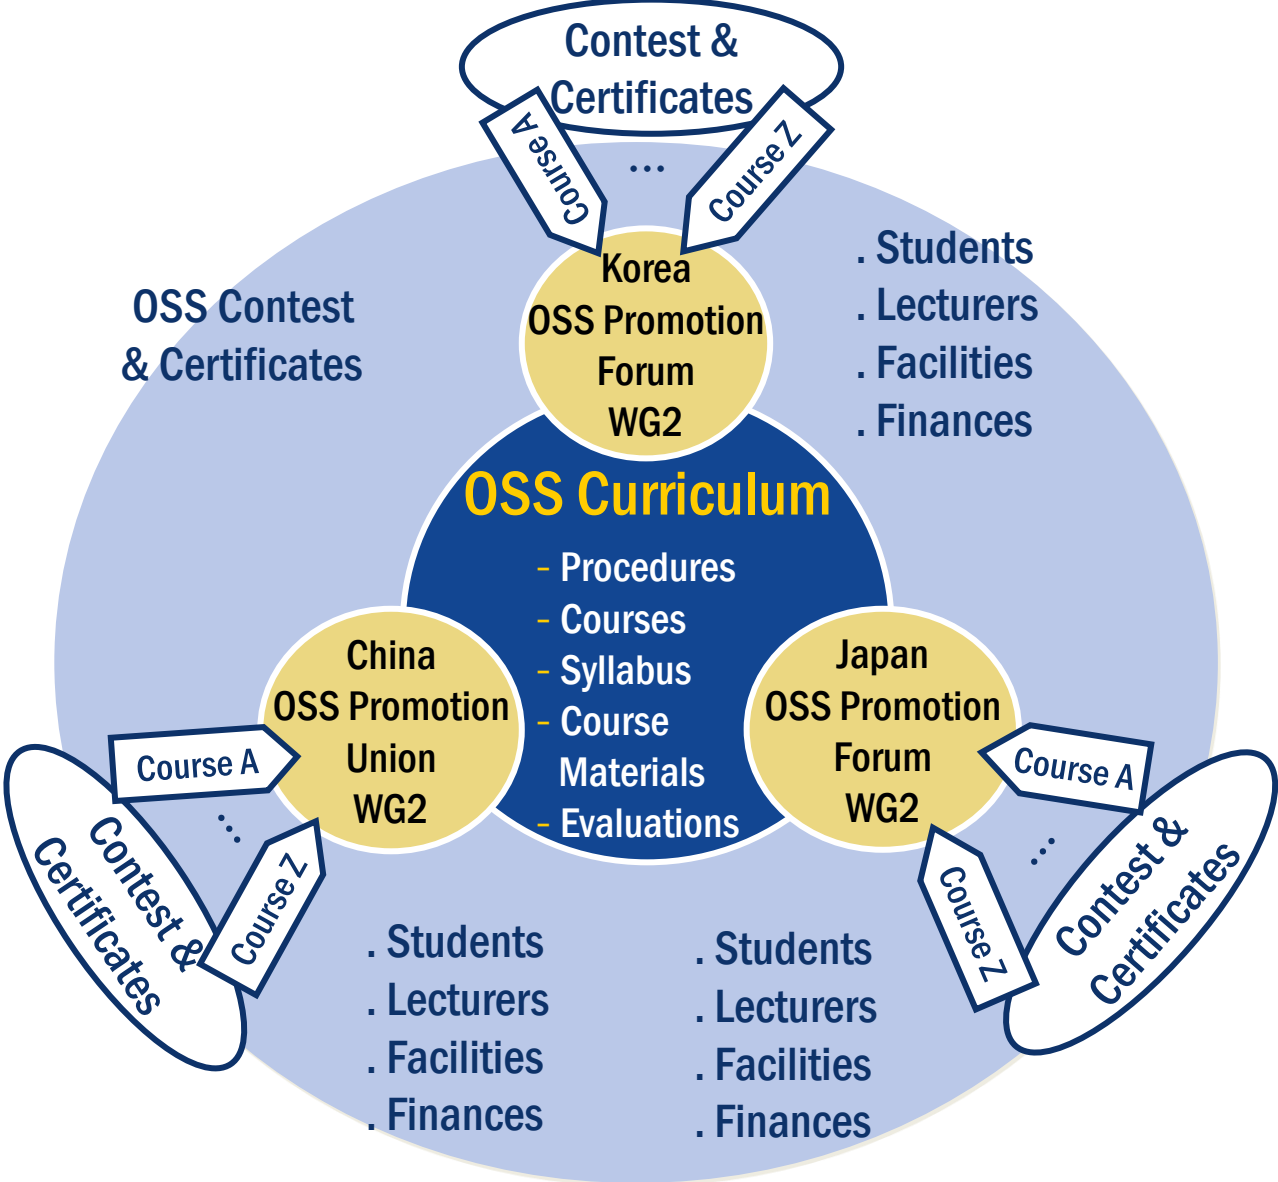 Contest &
Certificates
Course A
...
Course Z
OSS Contest
& Certificates
Korea
OSS Promotion
Forum
WG2
. Students
. Lecturers
. Facilities
. Finances
OSS Curriculum
- Procedures
- Courses
- Syllabus
- Course
Materials
- Evaluations
China
OSS Promotion
Union
WG2
Japan
OSS Promotion
Forum
WG2
Course A
...
Course Z
Contest &
Certificates
Course A
...
Course Z
Contest &
Certificates
. Students
. Lecturers
. Facilities
. Finances
. Students
. Lecturers
. Facilities
. Finances